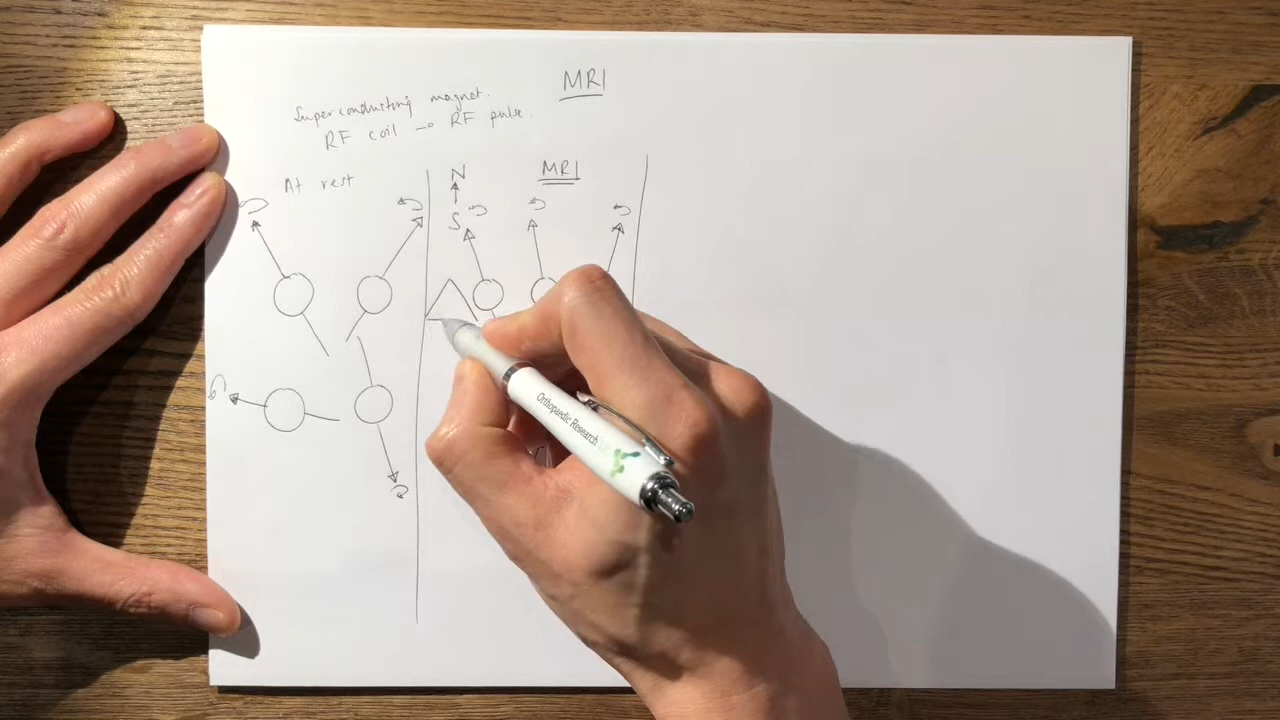 MRI
Superconducting magnet.
RF coil → RF pulse.
At rest
N
S
MRI
Orthopaedic Research